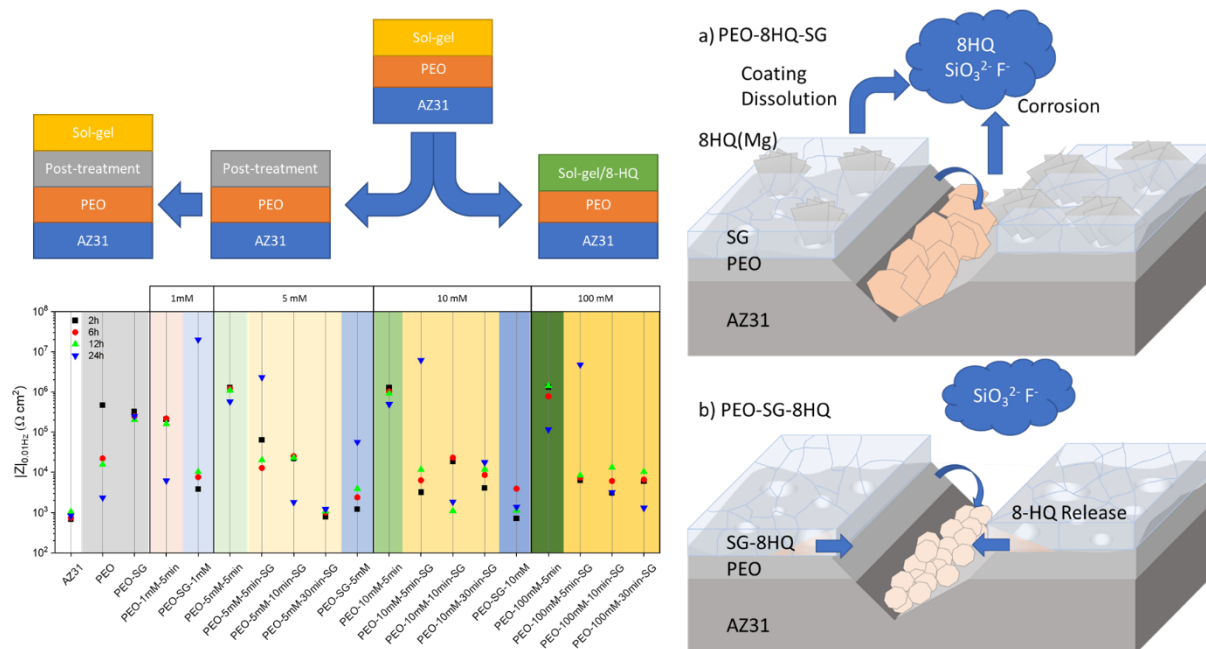 Sol-gel
PEO
AZ31
Sol-gel
Post-treatment
PEO
AZ31
Post-treatment
PEO
AZ31
Sol-gel/8-HQ
PEO
AZ31
1mM
5 mM
10 mM
100 mM
2h
6h
12h
24h
|Z|0,01Hz (Ω cm²)
10⁸
10⁷
10⁶
10⁵
10⁴
10³
10²
AZ31
PEO
PEO-SG
PEO-1mM-5min
PEO-SG-1mM
PEO-5mM-5min
PEO-5mM-5min-SG
PEO-5mM-10min-SG
PEO-5mM-30min-SG
PEO-SG-5mM
PEO-10mM-5min
PEO-10mM-5min-SG
PEO-10mM-10min-SG
PEO-10mM-30min-SG
PEO-SG-10mM
PEO-100mM-5min
PEO-100mM-5min-SG
PEO-100mM-10min-SG
PEO-100mM-30min-SG
a) PEO-8HQ-SG
8HQ
SiO₃²⁻ F⁻
Coating
Dissolution
Corrosion
8HQ(Mg)
SG
PEO
AZ31
b) PEO-SG-8HQ
SiO₃²⁻ F⁻
8-HQ Release
SG-8HQ
PEO
AZ31